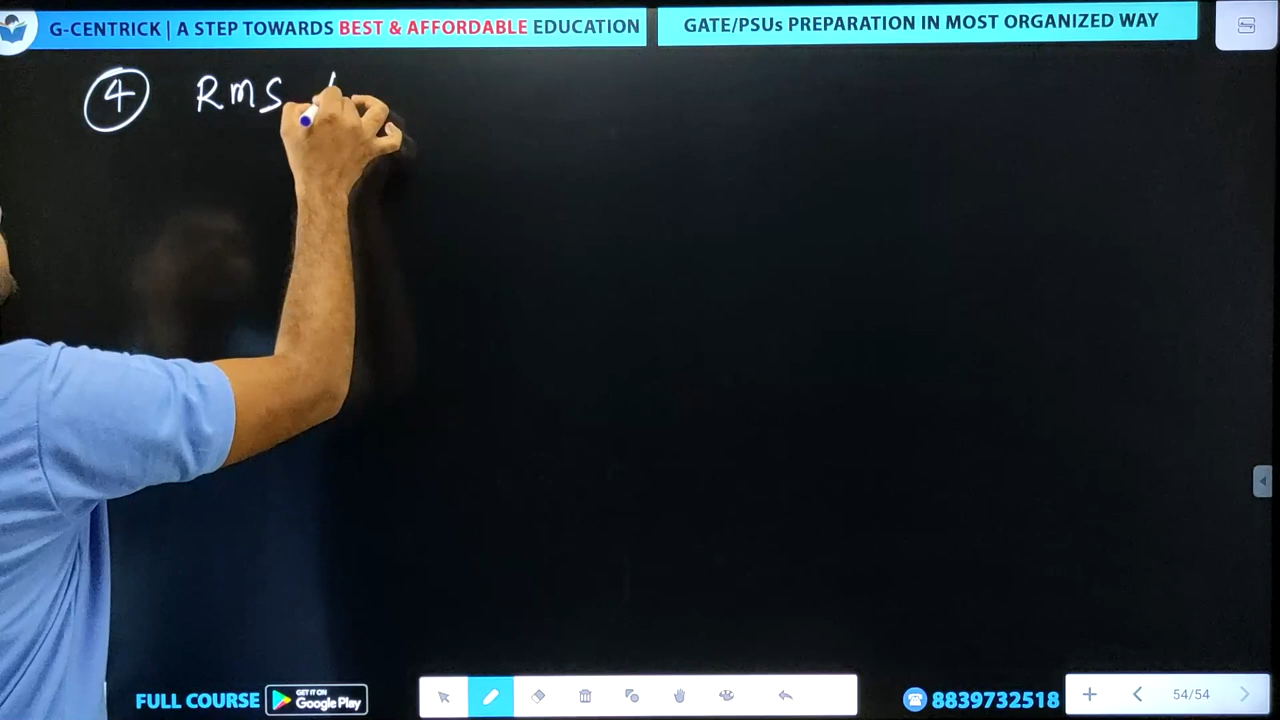 G-CENTRICK | A STEP TOWARDS BEST & AFFORDABLE EDUCATION
GATE/PSUs PREPARATION IN MOST ORGANIZED WAY
4 RMS
FULL COURSE
GET IT ON
Google Play
8839732518
54/54